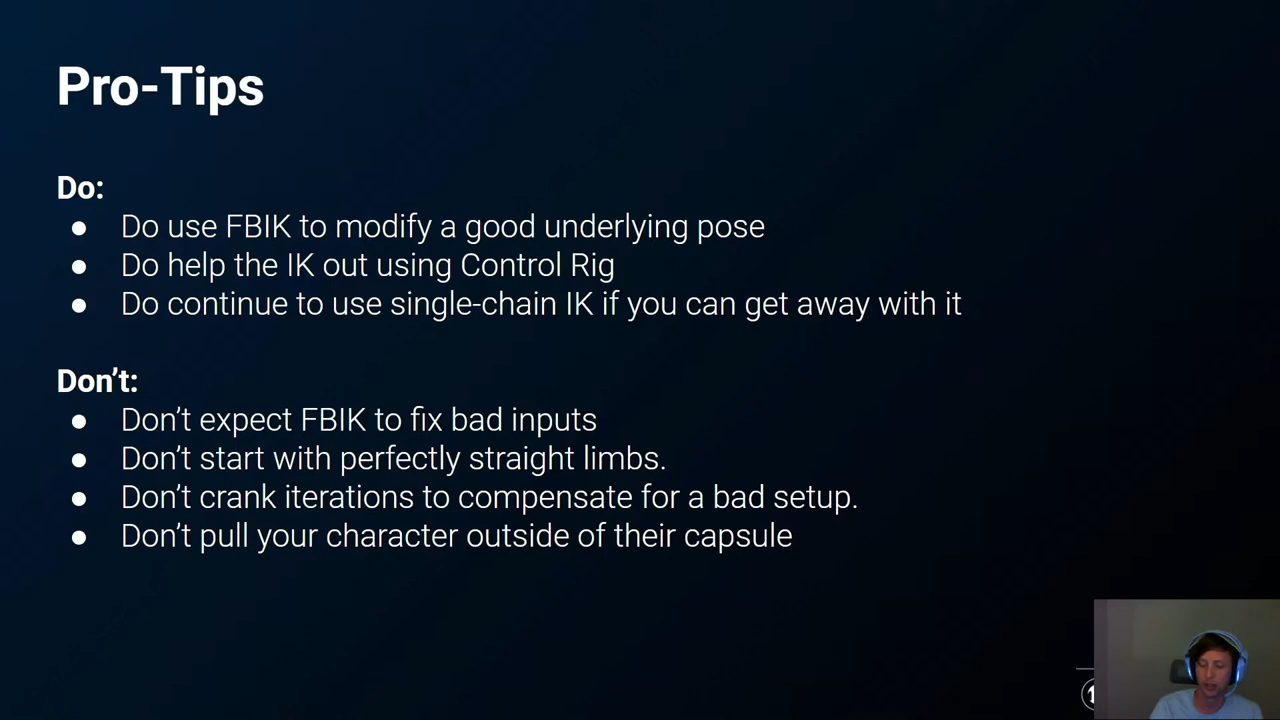 Pro-Tips
Do:
● Do use FBIK to modify a good underlying pose
● Do help the IK out using Control Rig
● Do continue to use single-chain IK if you can get away with it
Don’t:
● Don’t expect FBIK to fix bad inputs
● Don’t start with perfectly straight limbs.
● Don’t crank iterations to compensate for a bad setup.
● Don’t pull your character outside of their capsule